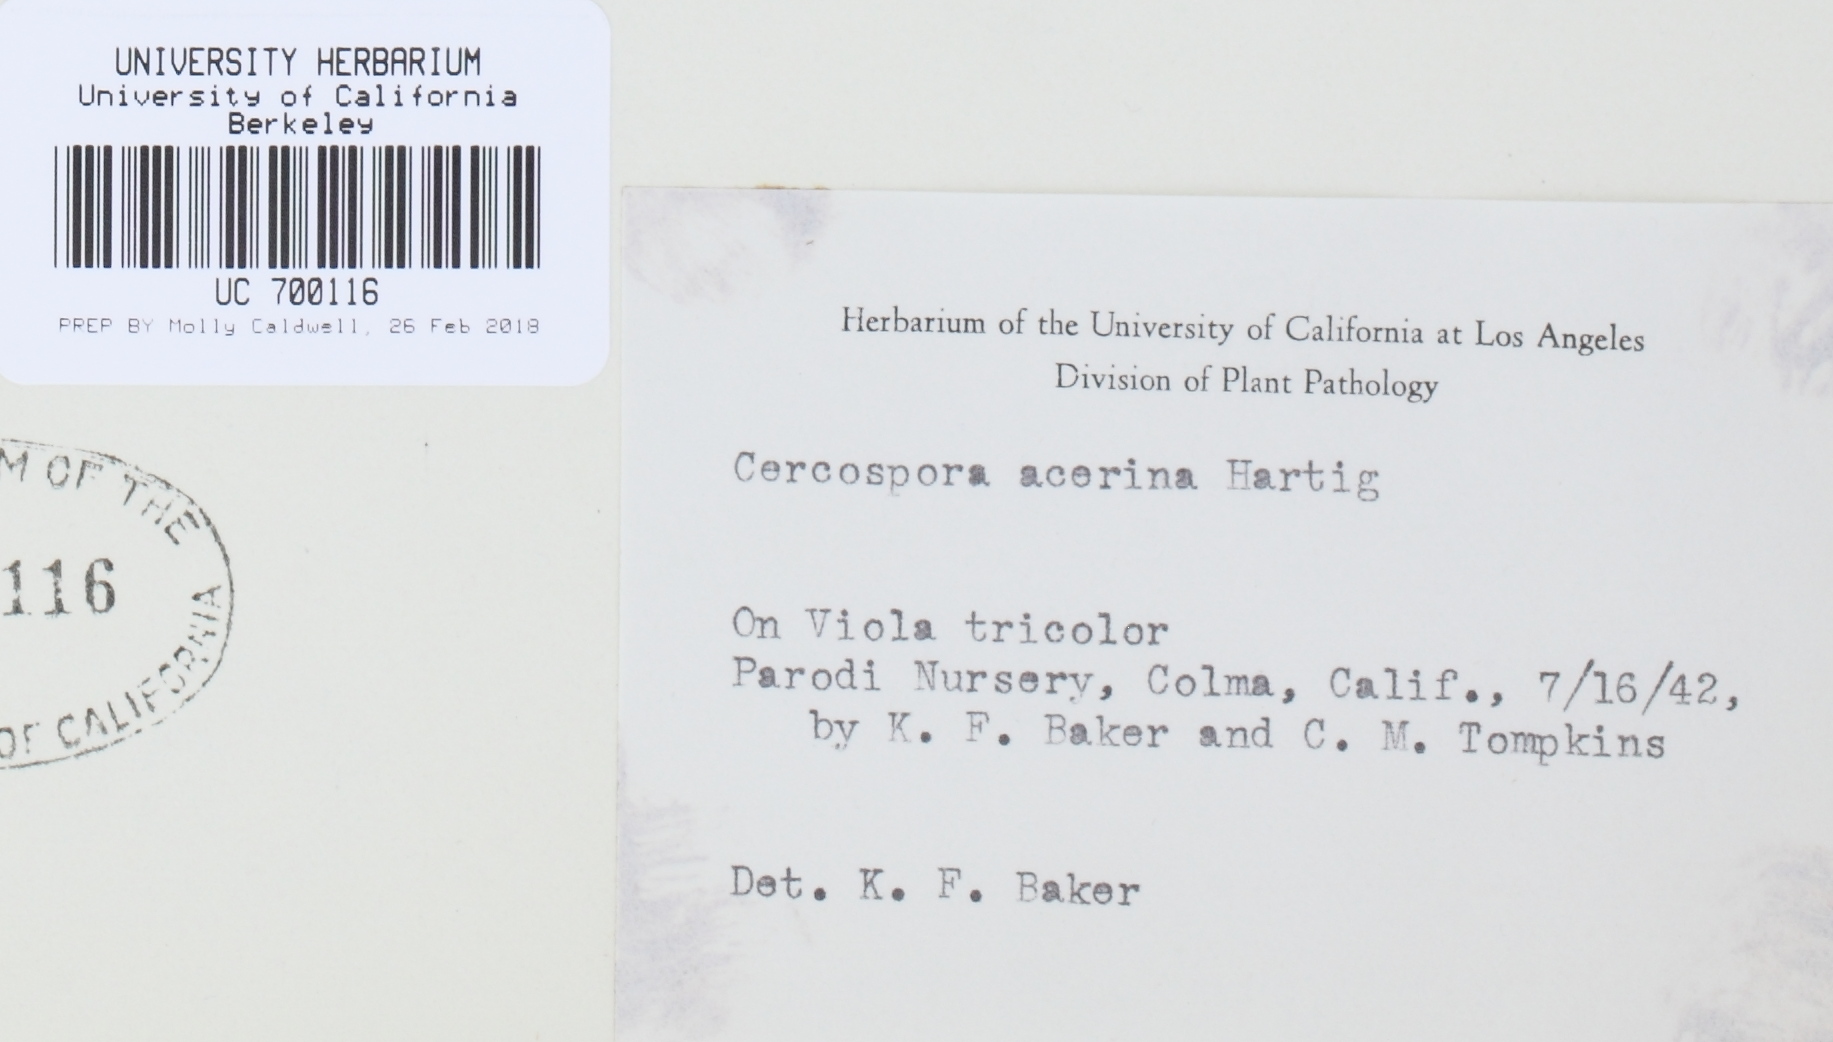 UNIVERSITY HERBARIUM
University of California
Berkeley
UC 700116
PREP BY Molly Caldwell, 26 Feb 2018
M OF THE
116
OF CALIFORNIA
Herbarium of the University of California at Los Angeles
Division of Plant Pathology
Cercospora acerina Hartig
On Viola tricolor
Parodi Nursery, Colma, Calif., 7/16/42,
by K. F. Baker and C. M. Tompkins
Det. K. F. Baker